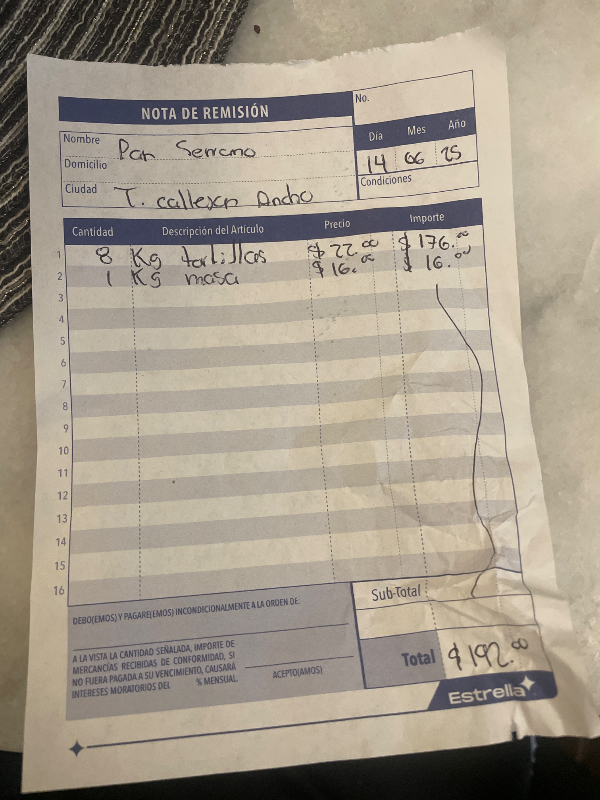 NOTA DE REMISIÓN
No.
Nombre Pan Serrano
Domicilio
Ciudad T. callejon Ancho
Día Mes Año
14 06 25
Condiciones
Cantidad Descripción del Artículo Precio Importe
1 8 Kg tortillas $22.00 $176.00
2 1 Kg masa $16.00 $16.00
3
4
5
6
7
8
9
10
11
12
13
14
15
16
DEBO(EMOS) Y PAGARE(EMOS) INCONDICIONALMENTE A LA ORDEN DE:
A LA VISTA LA CANTIDAD SEÑALADA, IMPORTE DE
MERCANCÍAS RECIBIDAS DE CONFORMIDAD, SI
NO FUERA PAGADA A SU VENCIMIENTO, CAUSARÁ
INTERESES MORATORIOS DEL % MENSUAL.
ACEPTO(AMOS)
Sub-Total
Total $192.00
Estrella